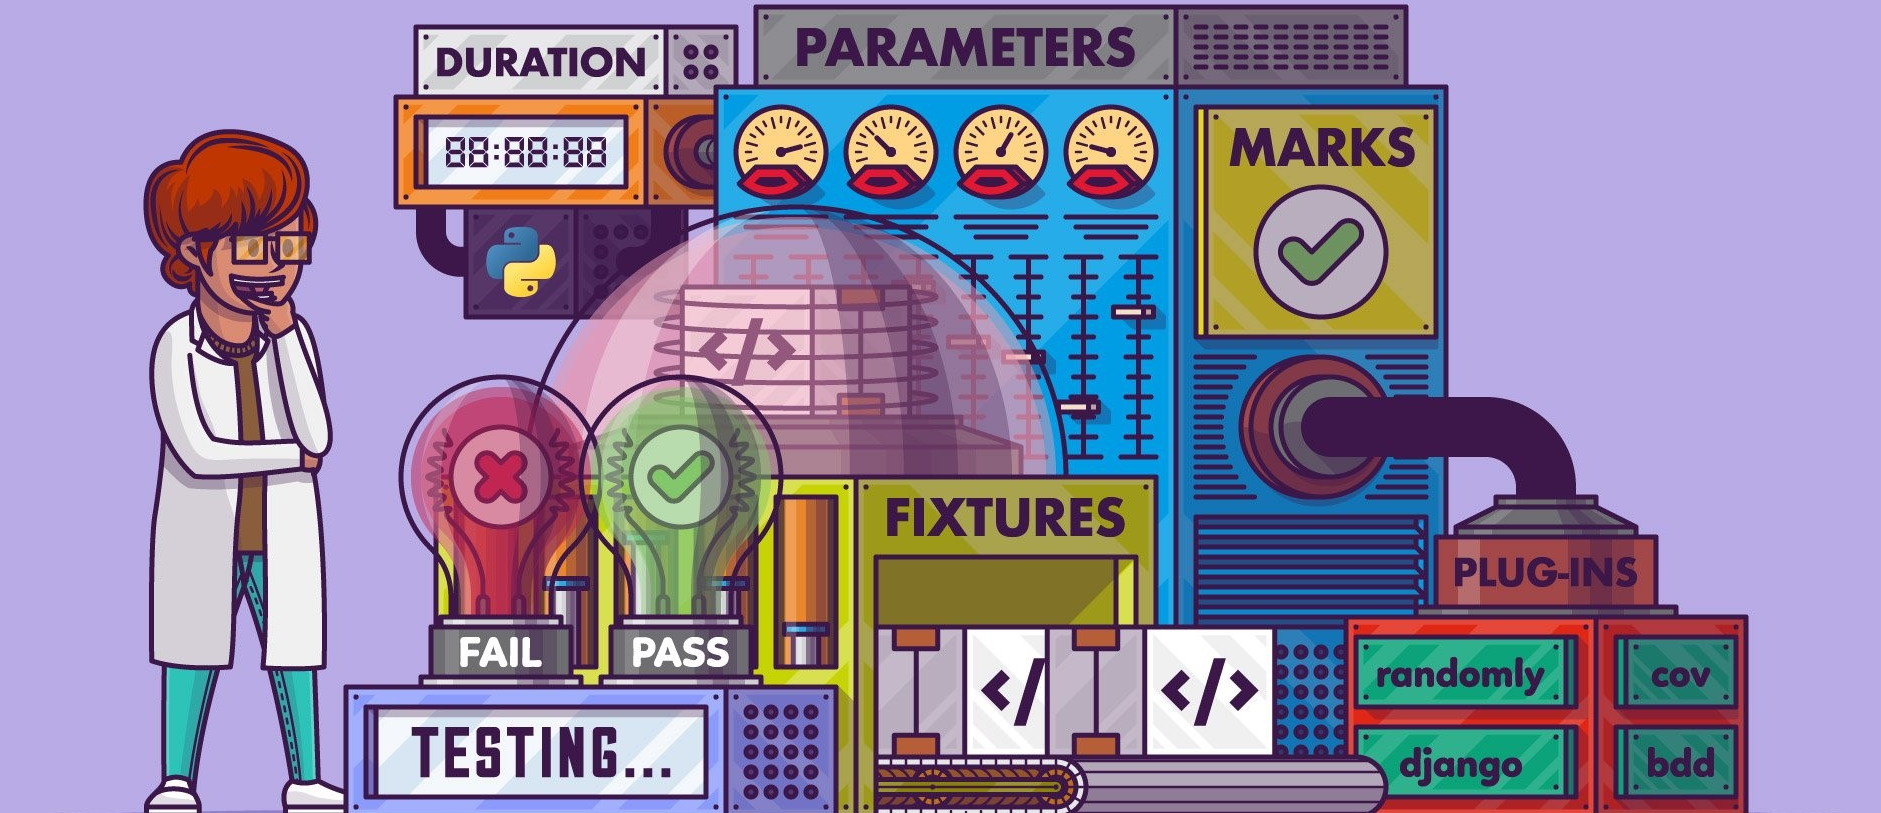 DURATION
PARAMETERS
88:88:88
MARKS
</>
FIXTURES
PLUG-INS
FAIL
PASS
</
</>
randomly
cov
TESTING...
django
bdd